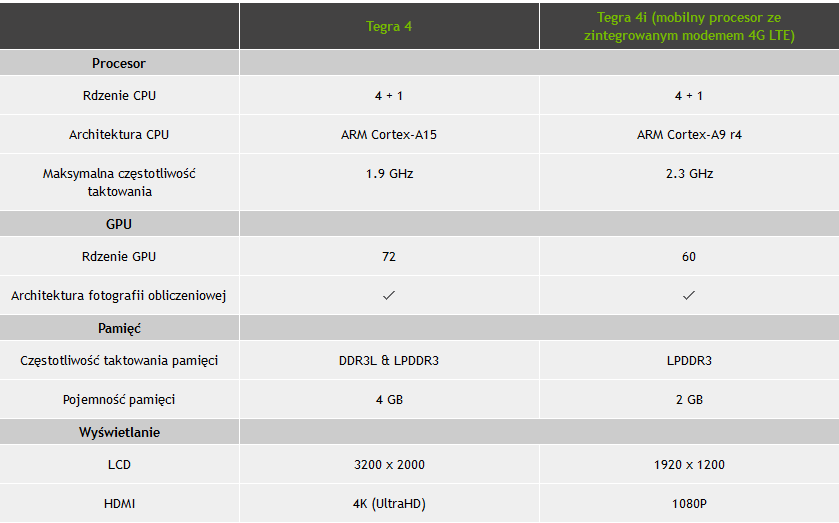 Tegra 4
Tegra 4i (mobilny procesor ze
zintegrowanym modemem 4G LTE)
Procesor
Rdzenie CPU 4 + 1 4 + 1
Architektura CPU ARM Cortex-A15 ARM Cortex-A9 r4
Maksymalna częstotliwość
taktowania
1.9 GHz 2.3 GHz
GPU
Rdzenie GPU 72 60
Architektura fotografii obliczeniowej ✓ ✓
Pamięć
Częstotliwość taktowania pamięci DDR3L & LPDDR3 LPDDR3
Pojemność pamięci 4 GB 2 GB
Wyświetlanie
LCD 3200 x 2000 1920 x 1200
HDMI 4K (UltraHD) 1080P